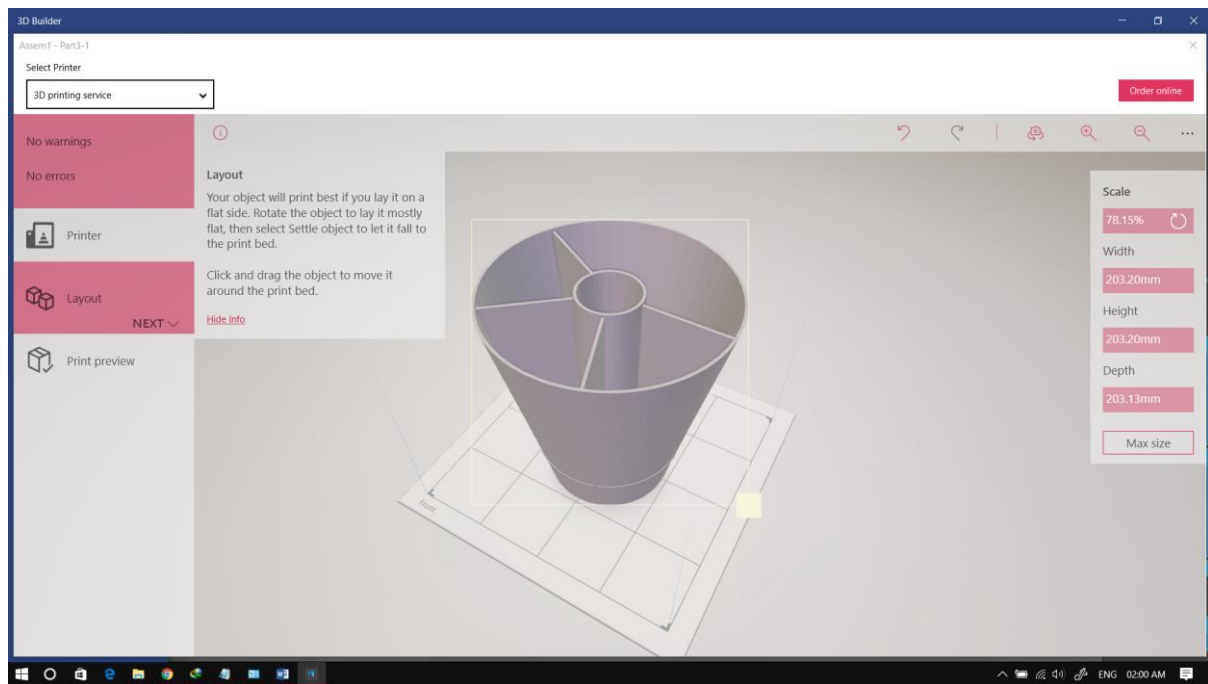 3D Builder
Assem1 - Part3-1
Select Printer
3D printing service
Order online
No warnings
No errors
Printer
Layout
NEXT
Print preview
Layout
Your object will print best if you lay it on a
flat side. Rotate the object to lay it mostly
flat, then select Settle object to let it fall to
the print bed.
Click and drag the object to move it
around the print bed.
Hide Info
Front
Scale
78.15%
Width
203.20mm
Height
203.20mm
Depth
203.13mm
Max size
ENG 02:00 AM